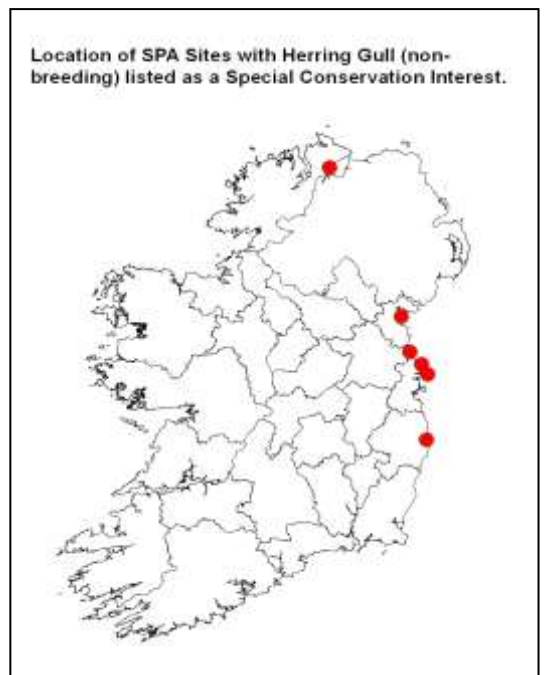 Location of SPA Sites with Herring Gull (non-
breeding) listed as a Special Conservation Interest.